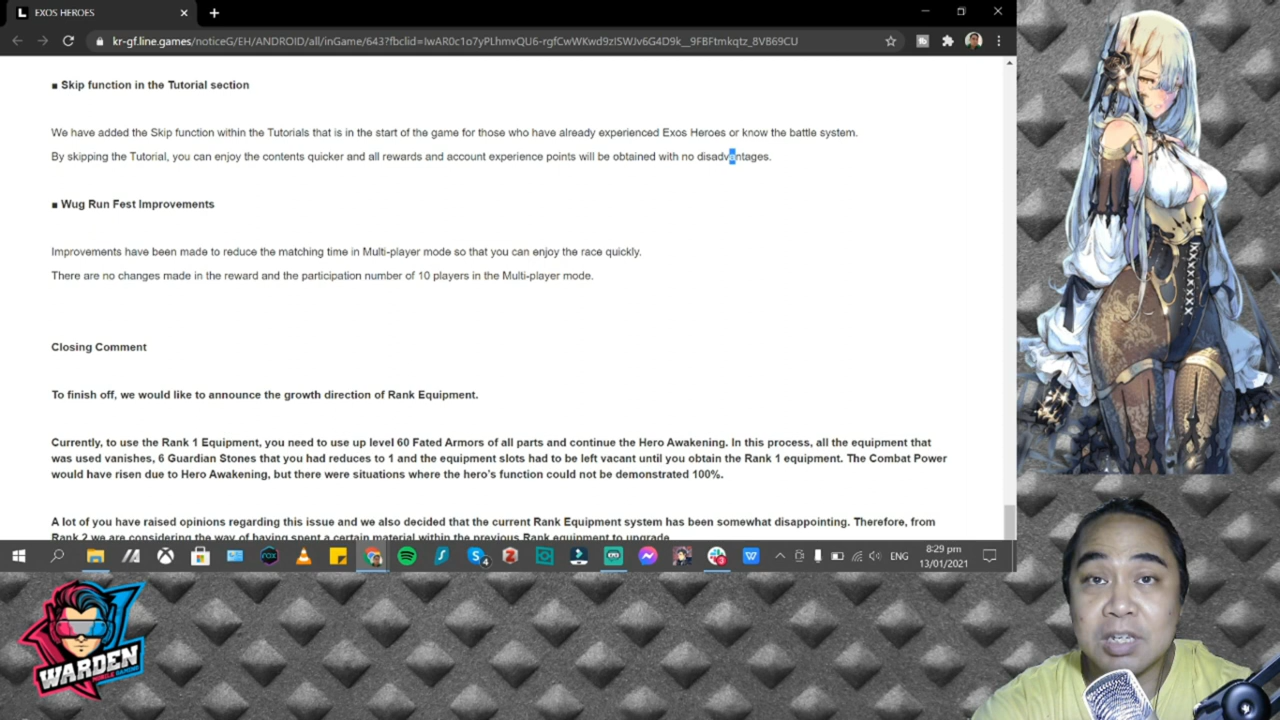 EXOS HEROES
kr-gf.line.games/noticeG/EH/ANDROID/all/inGame/643?fbclid=IwAR0c1o7yPLhmvQU6-rgfCwWKwd9zISWJv6G4D9k__9FBFtmkqtz_8VB69CU
■ Skip function in the Tutorial section
We have added the Skip function within the Tutorials that is in the start of the game for those who have already experienced Exos Heroes or know the battle system.
By skipping the Tutorial, you can enjoy the contents quicker and all rewards and account experience points will be obtained with no disadvantages.
■ Wug Run Fest Improvements
Improvements have been made to reduce the matching time in Multi-player mode so that you can enjoy the race quickly.
There are no changes made in the reward and the participation number of 10 players in the Multi-player mode.
Closing Comment
To finish off, we would like to announce the growth direction of Rank Equipment.
Currently, to use the Rank 1 Equipment, you need to use up level 60 Fated Armors of all parts and continue the Hero Awakening. In this process, all the equipment that
was used vanishes, 6 Guardian Stones that you had reduces to 1 and the equipment slots had to be left vacant until you obtain the Rank 1 equipment. The Combat Power
would have risen due to Hero Awakening, but there were situations where the hero's function could not be demonstrated 100%.
A lot of you have raised opinions regarding this issue and we also decided that the current Rank Equipment system has been somewhat disappointing. Therefore, from
Rank 2 we are considering the way of having spent a certain material within the previous Rank equipment to upgrade
ENG
8:29 pm
13/01/2021
WARDEN
MOBILE GAMING